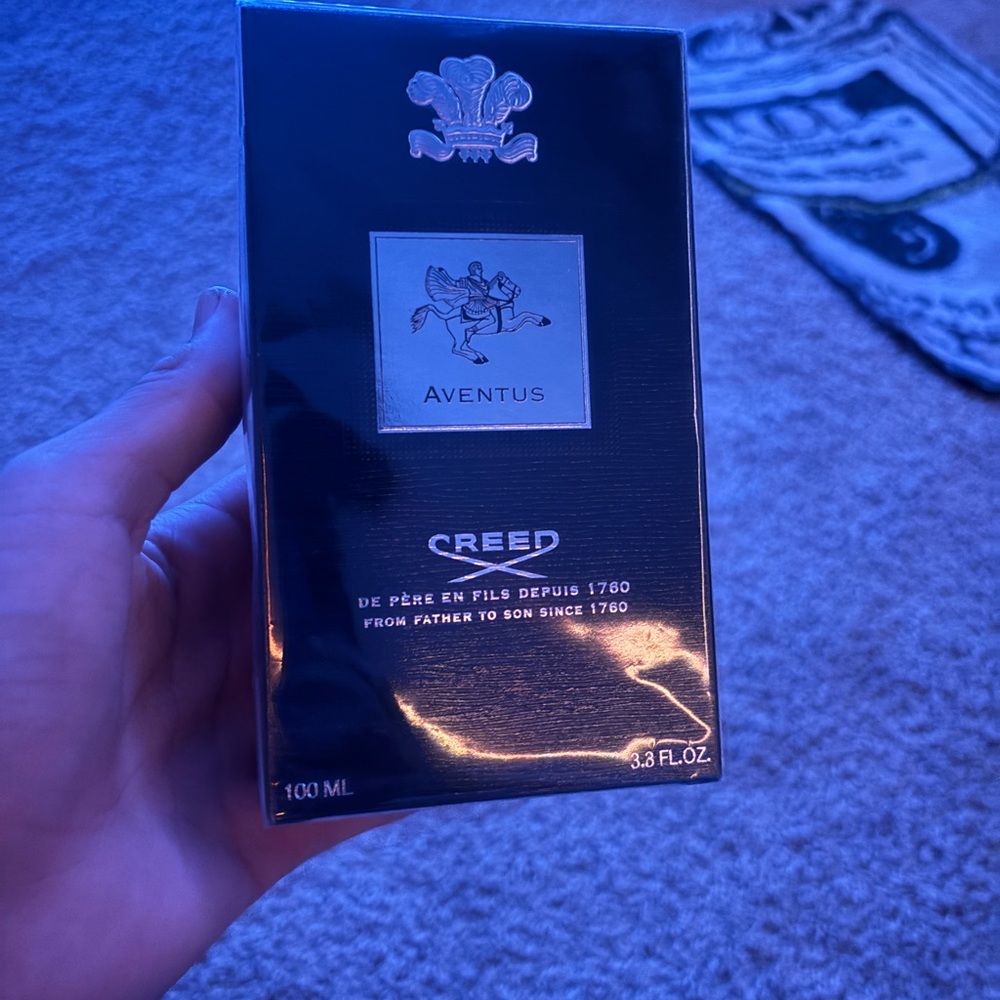 AVENTUS
CREED
DE PÈRE EN FILS DEPUIS 1760
FROM FATHER TO SON SINCE 1760
100 ML
3.3 FL.OZ.